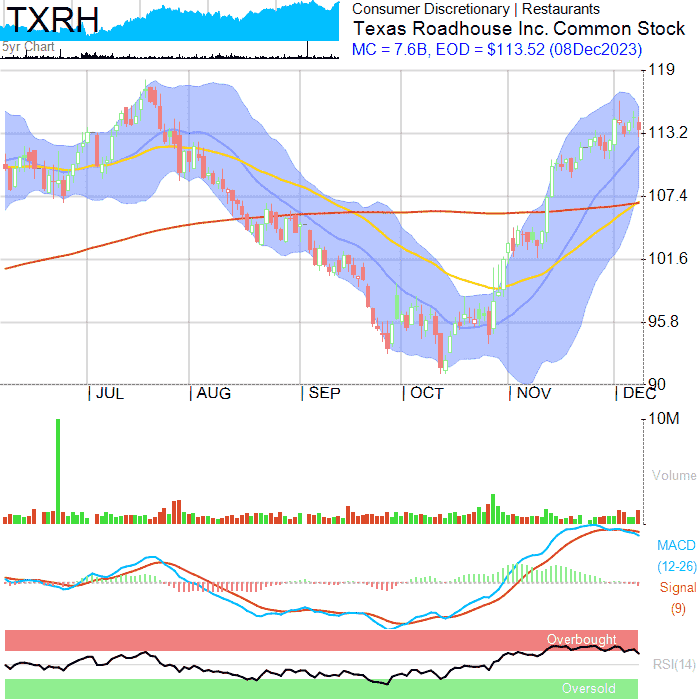 TXRH
5yr Chart
Consumer Discretionary | Restaurants
Texas Roadhouse Inc. Common Stock
MC = 7.6B, EOD = $113.52 (08Dec2023)
119
113.2
107.4
101.6
95.8
90
JUL AUG SEP OCT NOV DEC
10M
Volume
MACD
(12-26)
Signal
(9)
Overbought
RSI(14)
Oversold